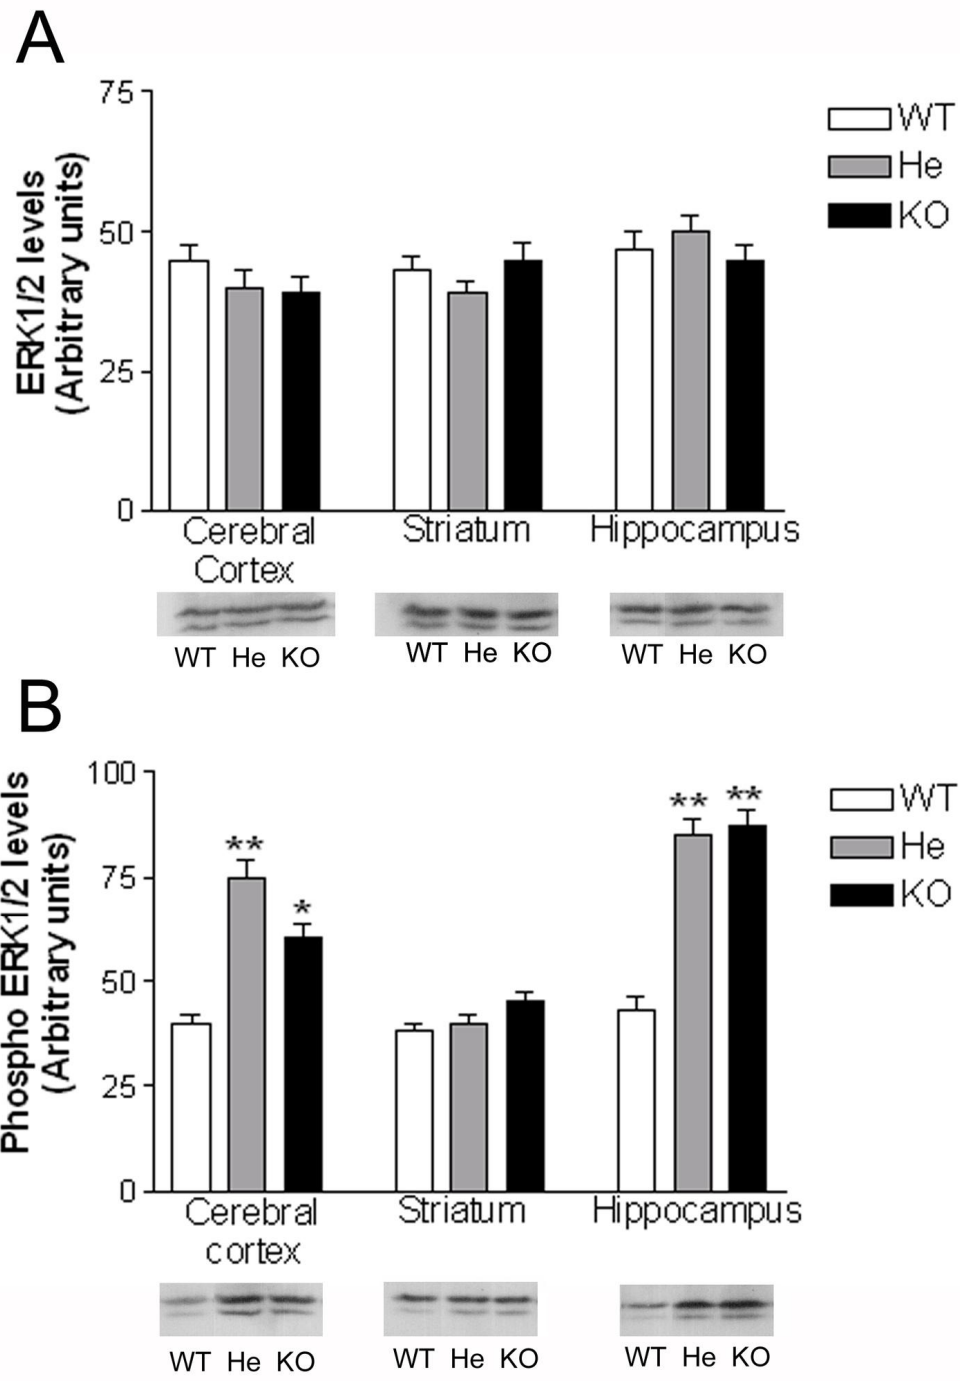 A
75
50
25
0
ERK1/2 levels
(Arbitrary units)
WT
He
KO
Cerebral
Cortex
Striatum
Hippocampus
WT He KO
WT He KO
WT He KO
B
100
75
50
25
0
Phospho ERK1/2 levels
(Arbitrary units)
**
*
**
**
WT
He
KO
Cerebral
cortex
Striatum
Hippocampus
WT He KO
WT He KO
WT He KO